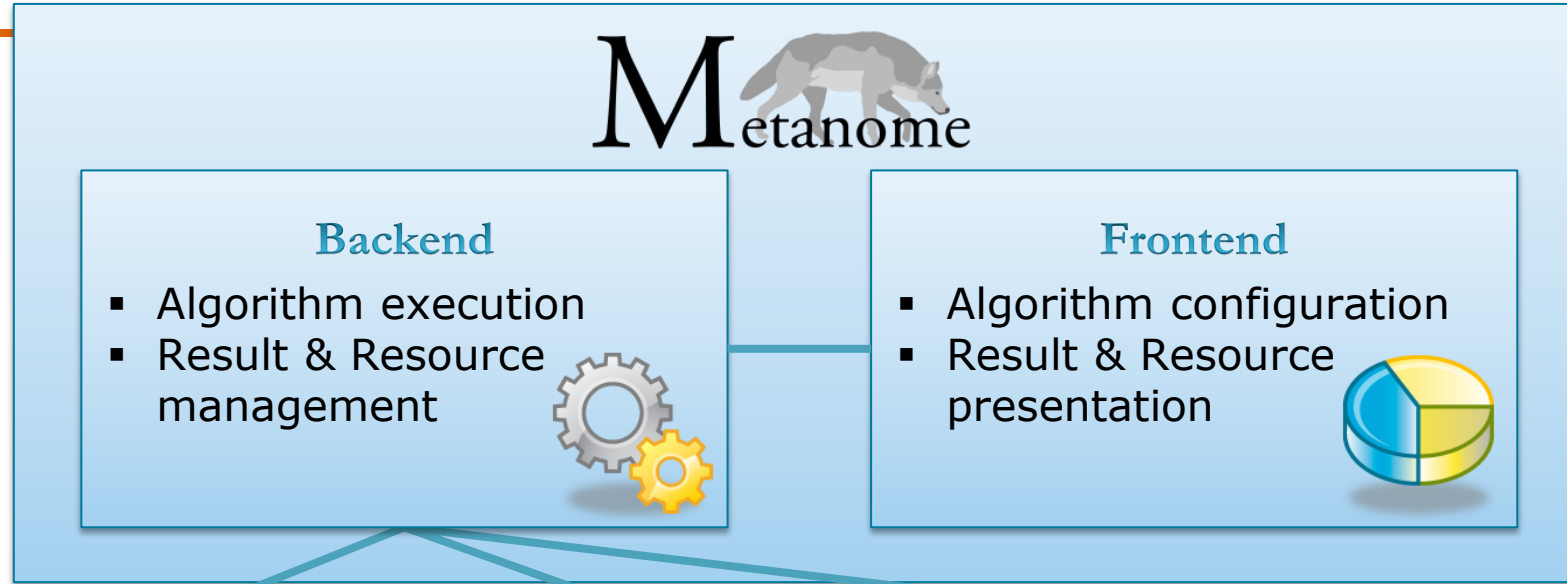 Metanome
Backend
▪ Algorithm execution
▪ Result & Resource
management
Frontend
▪ Algorithm configuration
▪ Result & Resource
presentation